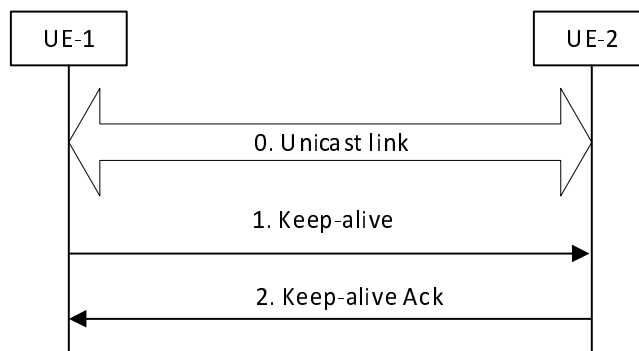 UE-1
UE-2
0. Unicast link
1. Keep-alive
2. Keep-alive Ack